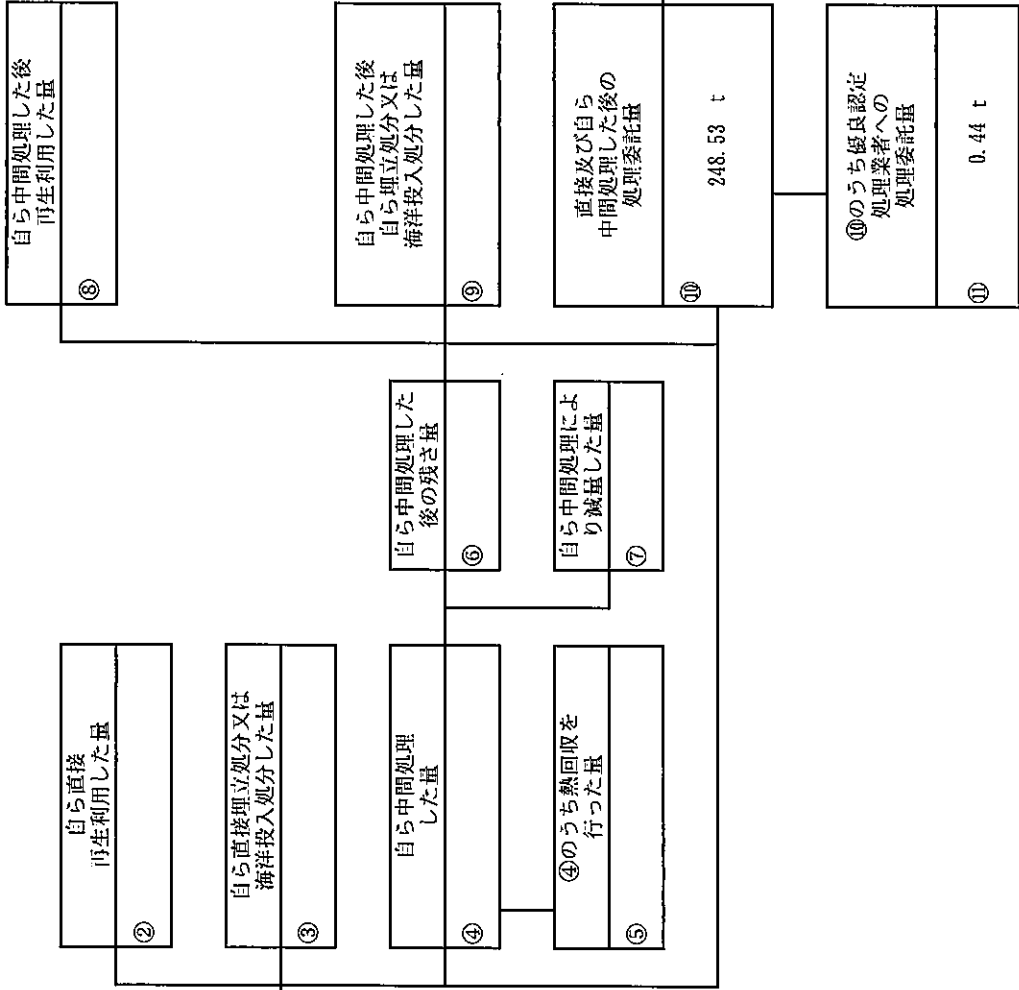 自ら直接
再生利用した量
②
自ら直接埋立処分又は
海洋投入処分した量
③
自ら中間処理
した量
④
④のうち熱回収を
行った量
⑤
自ら中間処理した
後の残さ量
⑥
自ら中間処理によ
り減量した量
⑦
自ら中間処理した後
再生利用した量
⑧
自ら中間処理した後
自ら埋立処分又は
海洋投入処分した量
⑨
直接及び自ら
中間処理した後の
処理委託量
⑩
248.53 t
⑩のうち優良認定
処理業者への
処理委託量
⑪
0.44 t